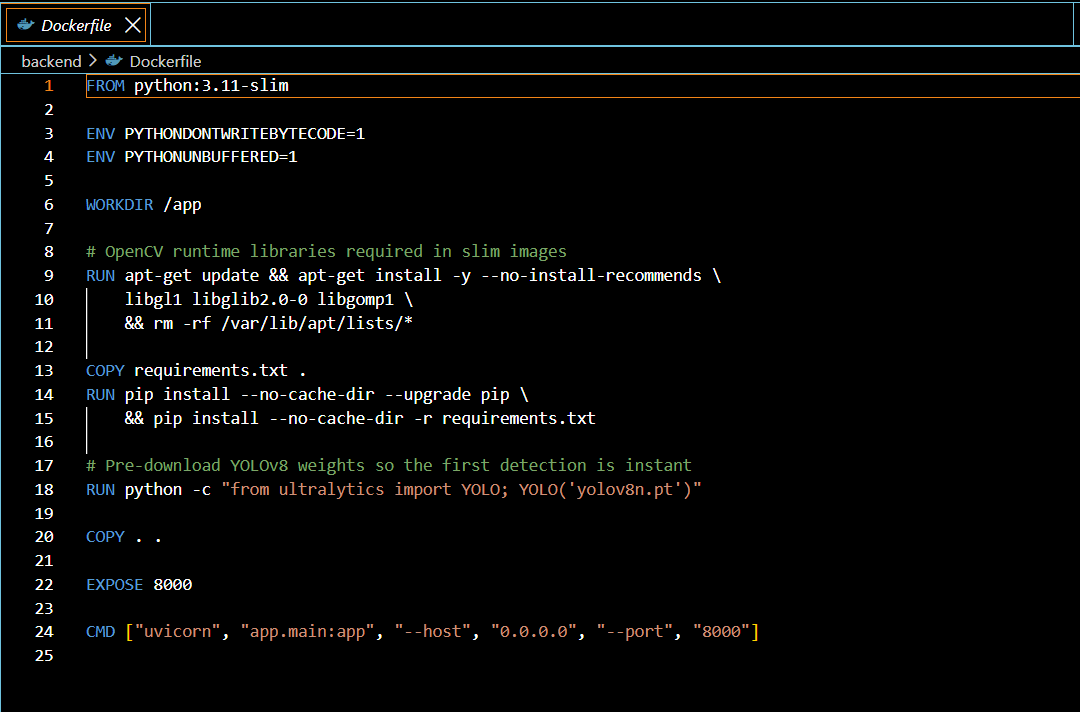 Dockerfile
backend > Dockerfile
1 FROM python:3.11-slim
2
3 ENV PYTHONDONTWRITEBYTECODE=1
4 ENV PYTHONUNBUFFERED=1
5
6 WORKDIR /app
7
8 # OpenCV runtime libraries required in slim images
9 RUN apt-get update && apt-get install -y --no-install-recommends \
10     libgl1 libglib2.0-0 libgomp1 \
11     && rm -rf /var/lib/apt/lists/*
12
13 COPY requirements.txt .
14 RUN pip install --no-cache-dir --upgrade pip \
15     && pip install --no-cache-dir -r requirements.txt
16
17 # Pre-download YOLOv8 weights so the first detection is instant
18 RUN python -c "from ultralytics import YOLO; YOLO('yolov8n.pt')"
19
20 COPY . .
21
22 EXPOSE 8000
23
24 CMD ["uvicorn", "app.main:app", "--host", "0.0.0.0", "--port", "8000"]
25